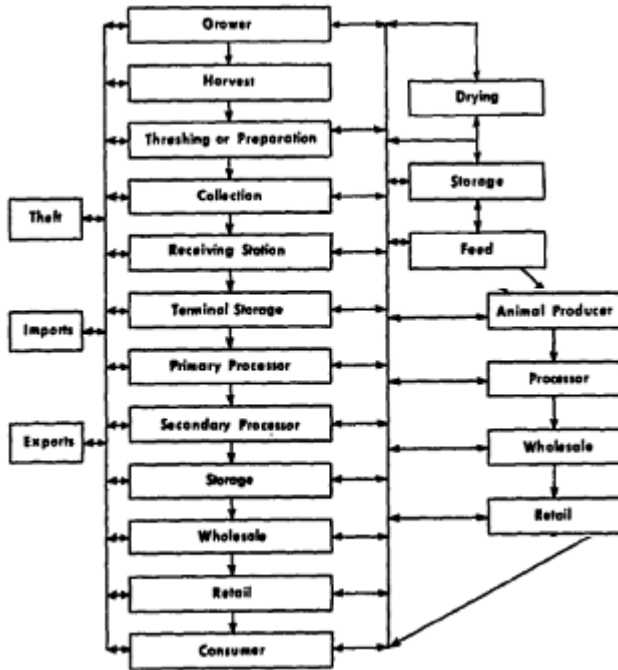 Grower
Harvest
Drying
Threshing or Preparation
Collection
Storage
Theft
Receiving Station
Feed
Terminal Storage
Animal Producer
Imports
Primary Processor
Processor
Secondary Processor
Exports
Wholesale
Storage
Retail
Wholesale
Retail
Consumer